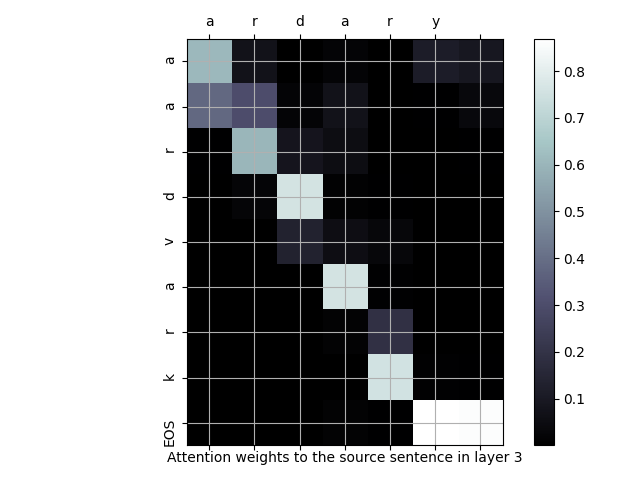 a r d a r y
a
a
r
d
v
a
r
k
EOS
0.8
0.7
0.6
0.5
0.4
0.3
0.2
0.1
Attention weights to the source sentence in layer 3